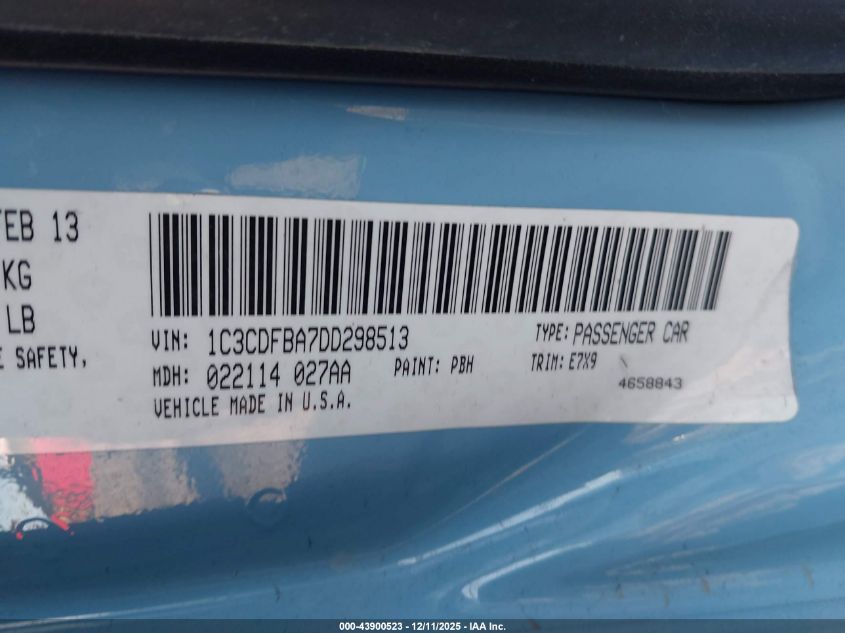 FEB 13
KG
LB
E SAFETY,
VIN: 1C3CDFBA7DD298513
TYPE: PASSENGER CAR
MDH: 022114 027AA
PAINT: PBH
TRIM: E7X9
VEHICLE MADE IN U.S.A.
4658843
000-43900523 - 12/11/2025 - IAA Inc.